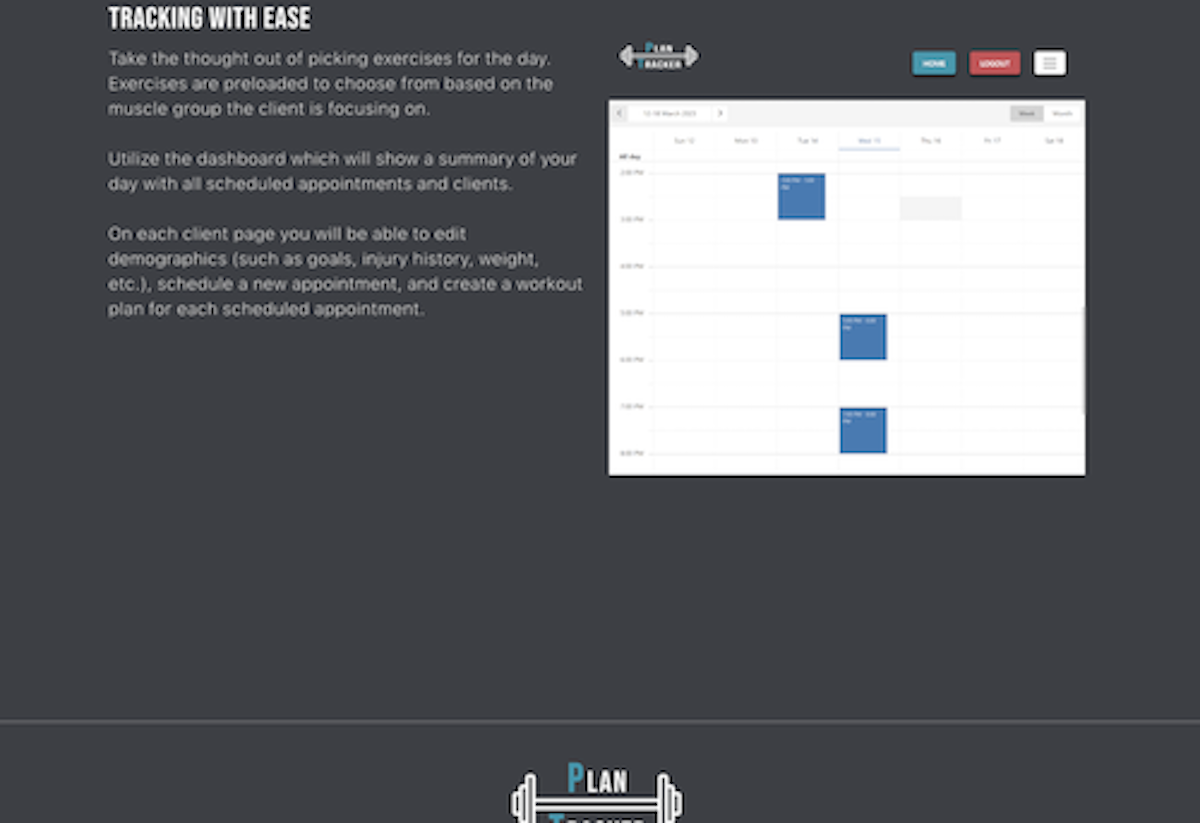 TRACKING WITH EASE
Take the thought out of picking exercises for the day.
Exercises are preloaded to choose from based on the
muscle group the client is focusing on.
Utilize the dashboard which will show a summary of your
day with all scheduled appointments and clients.
On each client page you will be able to edit
demographics (such as goals, injury history, weight,
etc.), schedule a new appointment, and create a workout
plan for each scheduled appointment.
PLAN
TRACKER
HOME LOGOUT
12-18 March 2023 Week Month
Sun 12 Mon 13 Tue 14 Wed 15 Thu 16 Fri 17 Sat 18
All day
2:00 PM
3:00 PM
4:00 PM
5:00 PM
6:00 PM
7:00 PM
8:00 PM
PLAN
TRACKER